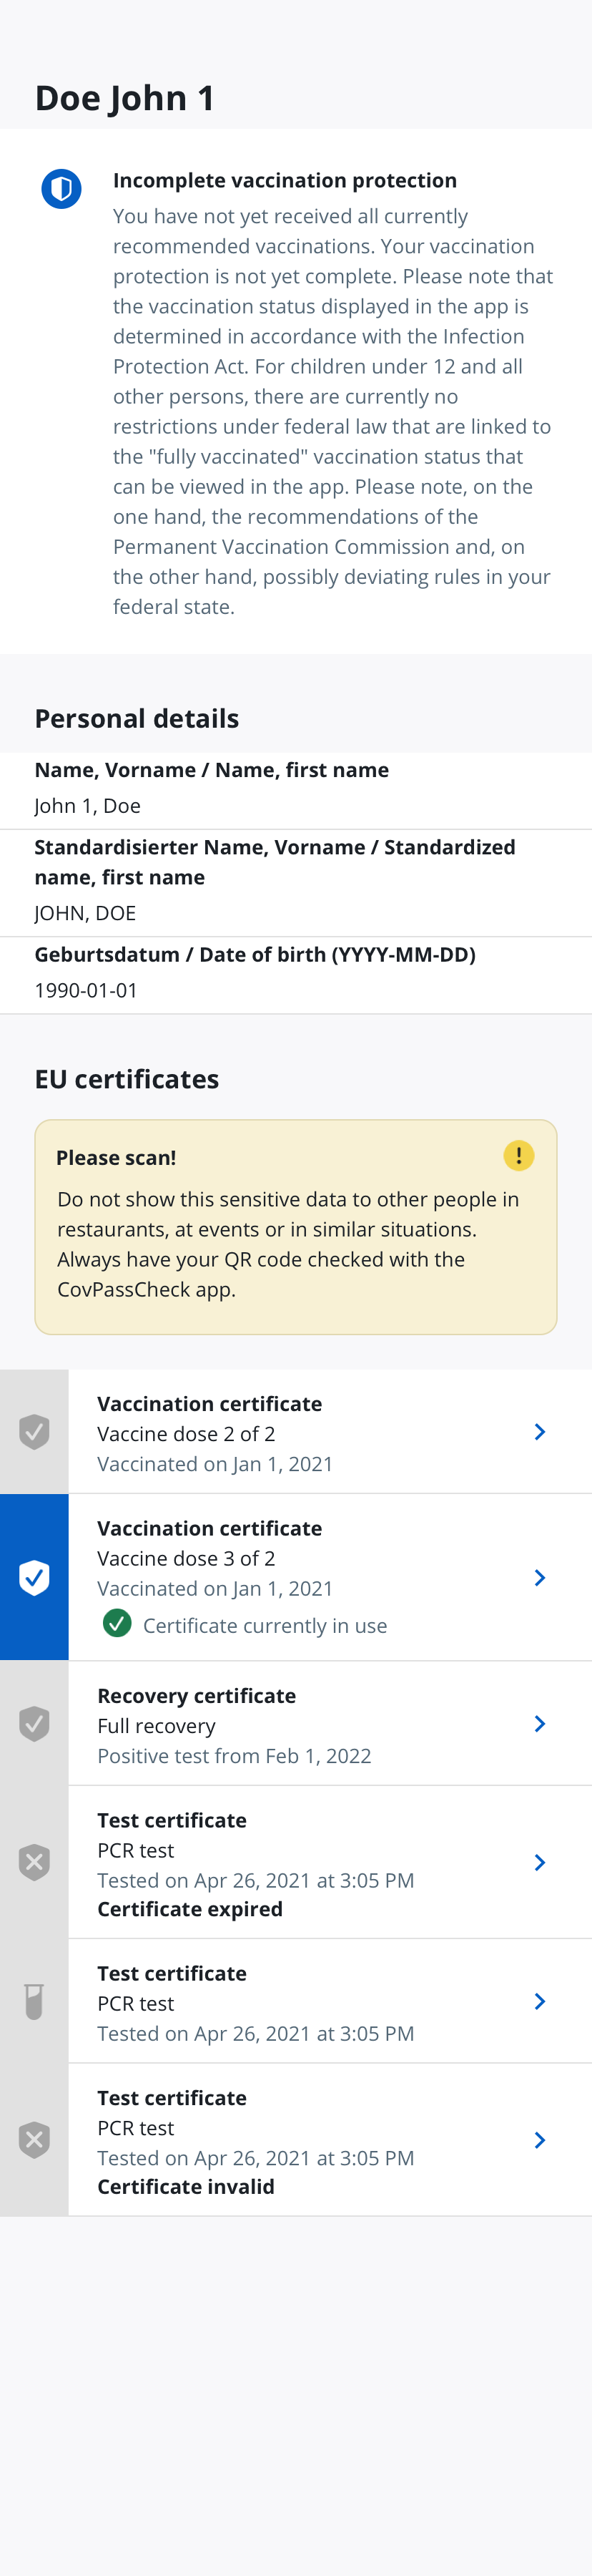 Doe John 1
Incomplete vaccination protection
You have not yet received all currently
recommended vaccinations. Your vaccination
protection is not yet complete. Please note that
the vaccination status displayed in the app is
determined in accordance with the Infection
Protection Act. For children under 12 and all
other persons, there are currently no
restrictions under federal law that are linked to
the "fully vaccinated" vaccination status that
can be viewed in the app. Please note, on the
one hand, the recommendations of the
Permanent Vaccination Commission and, on
the other hand, possibly deviating rules in your
federal state.
Personal details
Name, Vorname / Name, first name
John 1, Doe
Standardisierter Name, Vorname / Standardized
name, first name
JOHN, DOE
Geburtsdatum / Date of birth (YYYY-MM-DD)
1990-01-01
EU certificates
Please scan!
Do not show this sensitive data to other people in
restaurants, at events or in similar situations.
Always have your QR code checked with the
CovPassCheck app.
Vaccination certificate
Vaccine dose 2 of 2
Vaccinated on Jan 1, 2021
Vaccination certificate
Vaccine dose 3 of 2
Vaccinated on Jan 1, 2021
Certificate currently in use
Recovery certificate
Full recovery
Positive test from Feb 1, 2022
Test certificate
PCR test
Tested on Apr 26, 2021 at 3:05 PM
Certificate expired
Test certificate
PCR test
Tested on Apr 26, 2021 at 3:05 PM
Test certificate
PCR test
Tested on Apr 26, 2021 at 3:05 PM
Certificate invalid